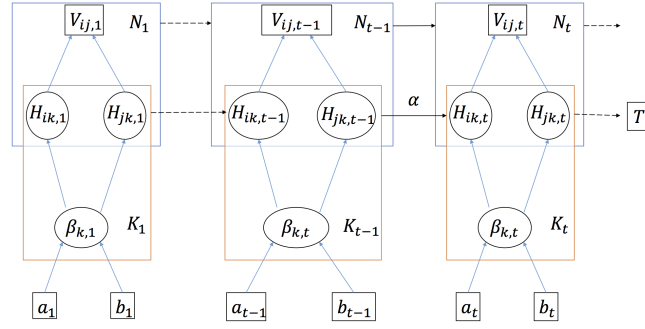 V_{ij,1} N_1 V_{ij,t−1} N_{t−1} V_{ij,t} N_t
α
H_{ik,1} H_{jk,1} H_{ik,t−1} H_{jk,t−1} H_{ik,t} H_{jk,t} T
β_{k,1} K_1 β_{k,t} K_{t−1} β_{k,t} K_t
a_1 b_1 a_{t−1} b_{t−1} a_t b_t